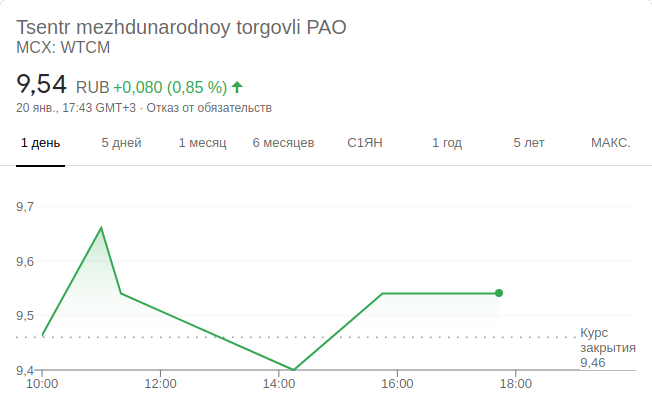 Tsentr mezhdunarodnoy torgovli PAO
MCX: WTCM
9,54 RUB +0,080 (0,85 %)
20 янв., 17:43 GMT+3 · Отказ от обязательств
1 день 5 дней 1 месяц 6 месяцев С1ЯН 1 год 5 лет МАКС.
9,7
9,6
9,5
9,4
Курс
закрытия
9,46
10:00 12:00 14:00 16:00 18:00